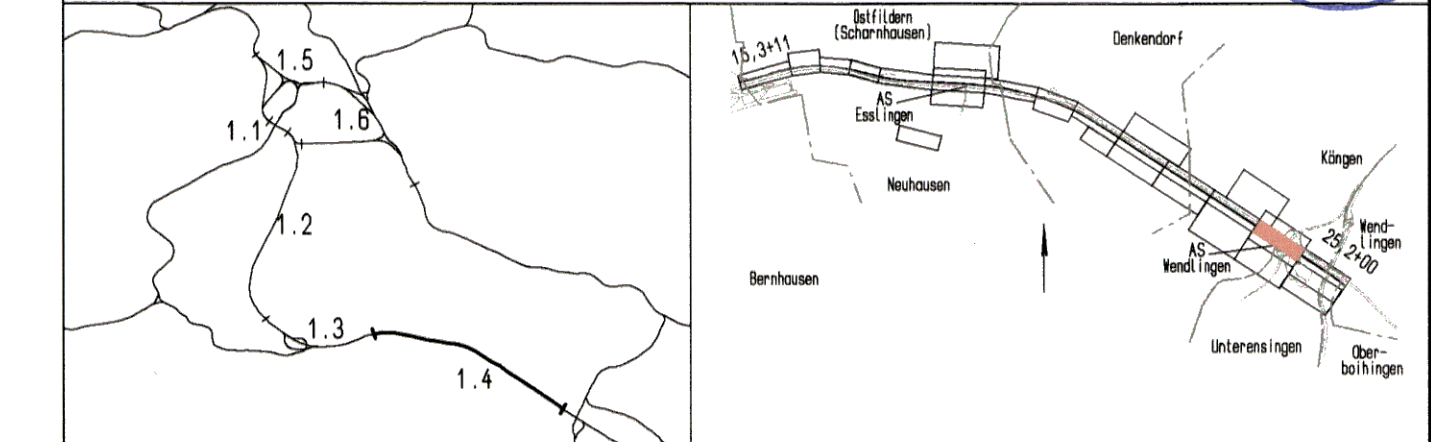 1.5
1.1
1.6
1.2
1.3
1.4
15,3+11
Ostfildern
(Scharnhausen)
Denkendorf
AS
Esslingen
Neuhausen
Köngen
Wend-
lingen
25,2+00
AS
Wendlingen
Bernhausen
Unterensingen
Ober-
boihingen